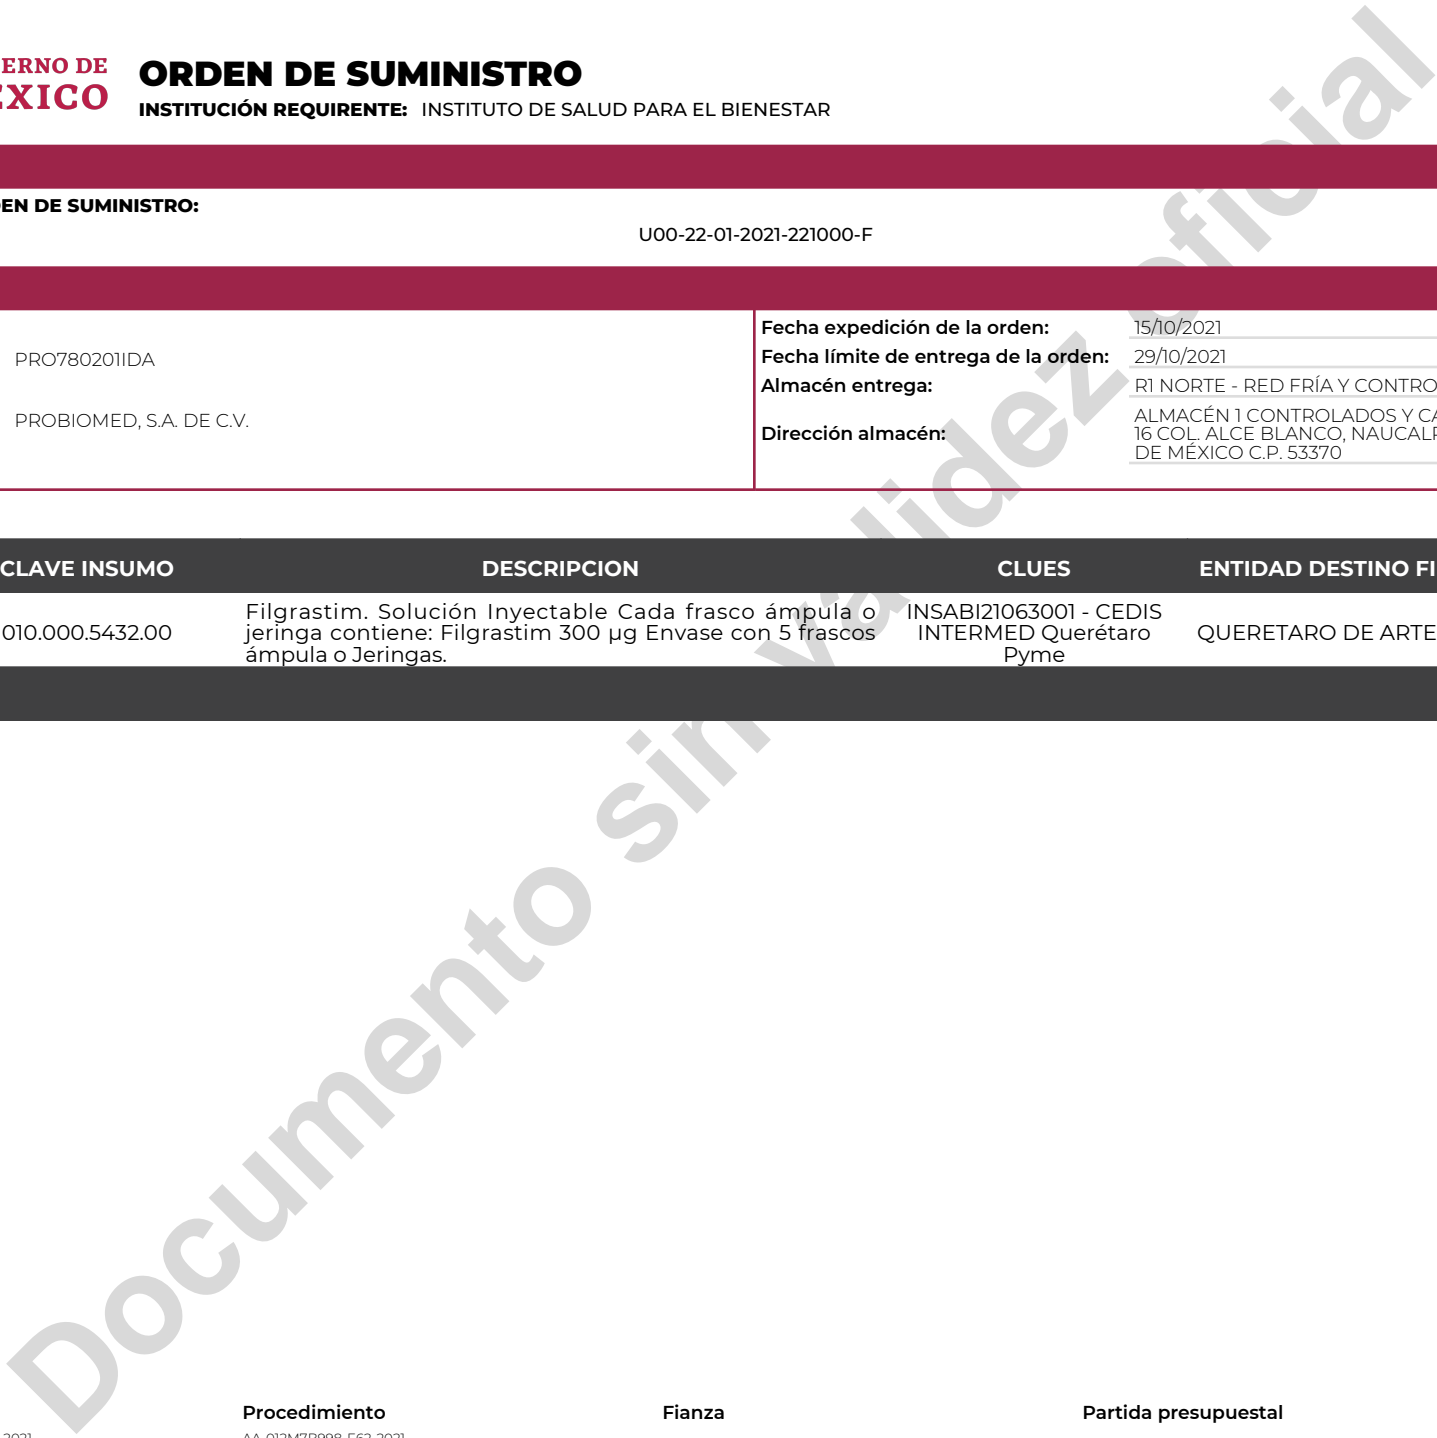 ERNO DE
EXICO
ORDEN DE SUMINISTRO
INSTITUCIÓN REQUIRENTE: INSTITUTO DE SALUD PARA EL BIENESTAR
EN DE SUMINISTRO:
U00-22-01-2021-221000-F
PRO780201IDA
PROBIOMED, S.A. DE C.V.
Fecha expedición de la orden: 15/10/2021
Fecha límite de entrega de la orden: 29/10/2021
Almacén entrega: R1 NORTE - RED FRÍA Y CONTRO
Dirección almacén:
ALMACÉN 1 CONTROLADOS Y CA
16 COL. ALCE BLANCO, NAUCALP
DE MÉXICO C.P. 53370
CLAVE INSUMO DESCRIPCION CLUES ENTIDAD DESTINO FI
010.000.5432.00
Filgrastim. Solución Inyectable Cada frasco ámpula o
jeringa contiene: Filgrastim 300 µg Envase con 5 frascos
ámpula o Jeringas.
INSABI21063001 - CEDIS
INTERMED Querétaro
Pyme
QUERETARO DE ARTE
Documento sin validez oficial
Procedimiento Fianza Partida presupuestal